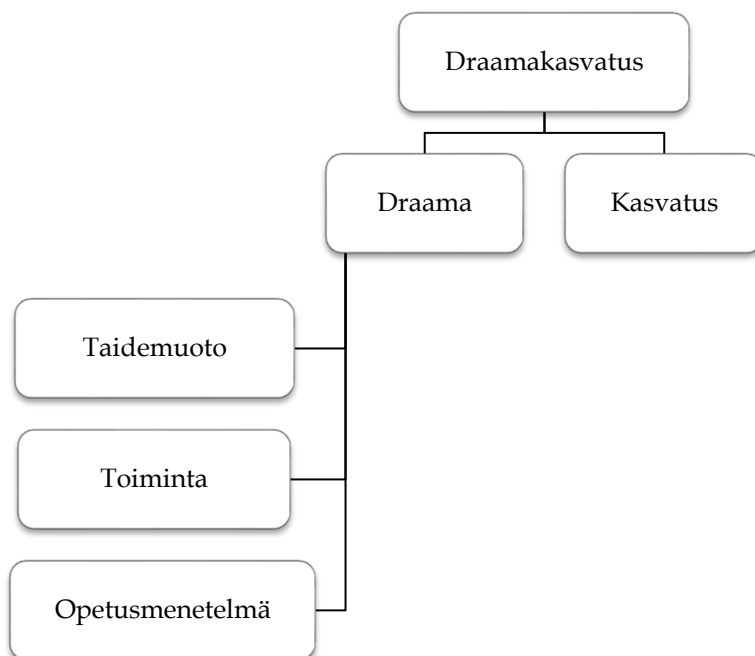 Draamakasvatus
Draama
Kasvatus
Taidemuoto
Toiminta
Opetusmenetelmä